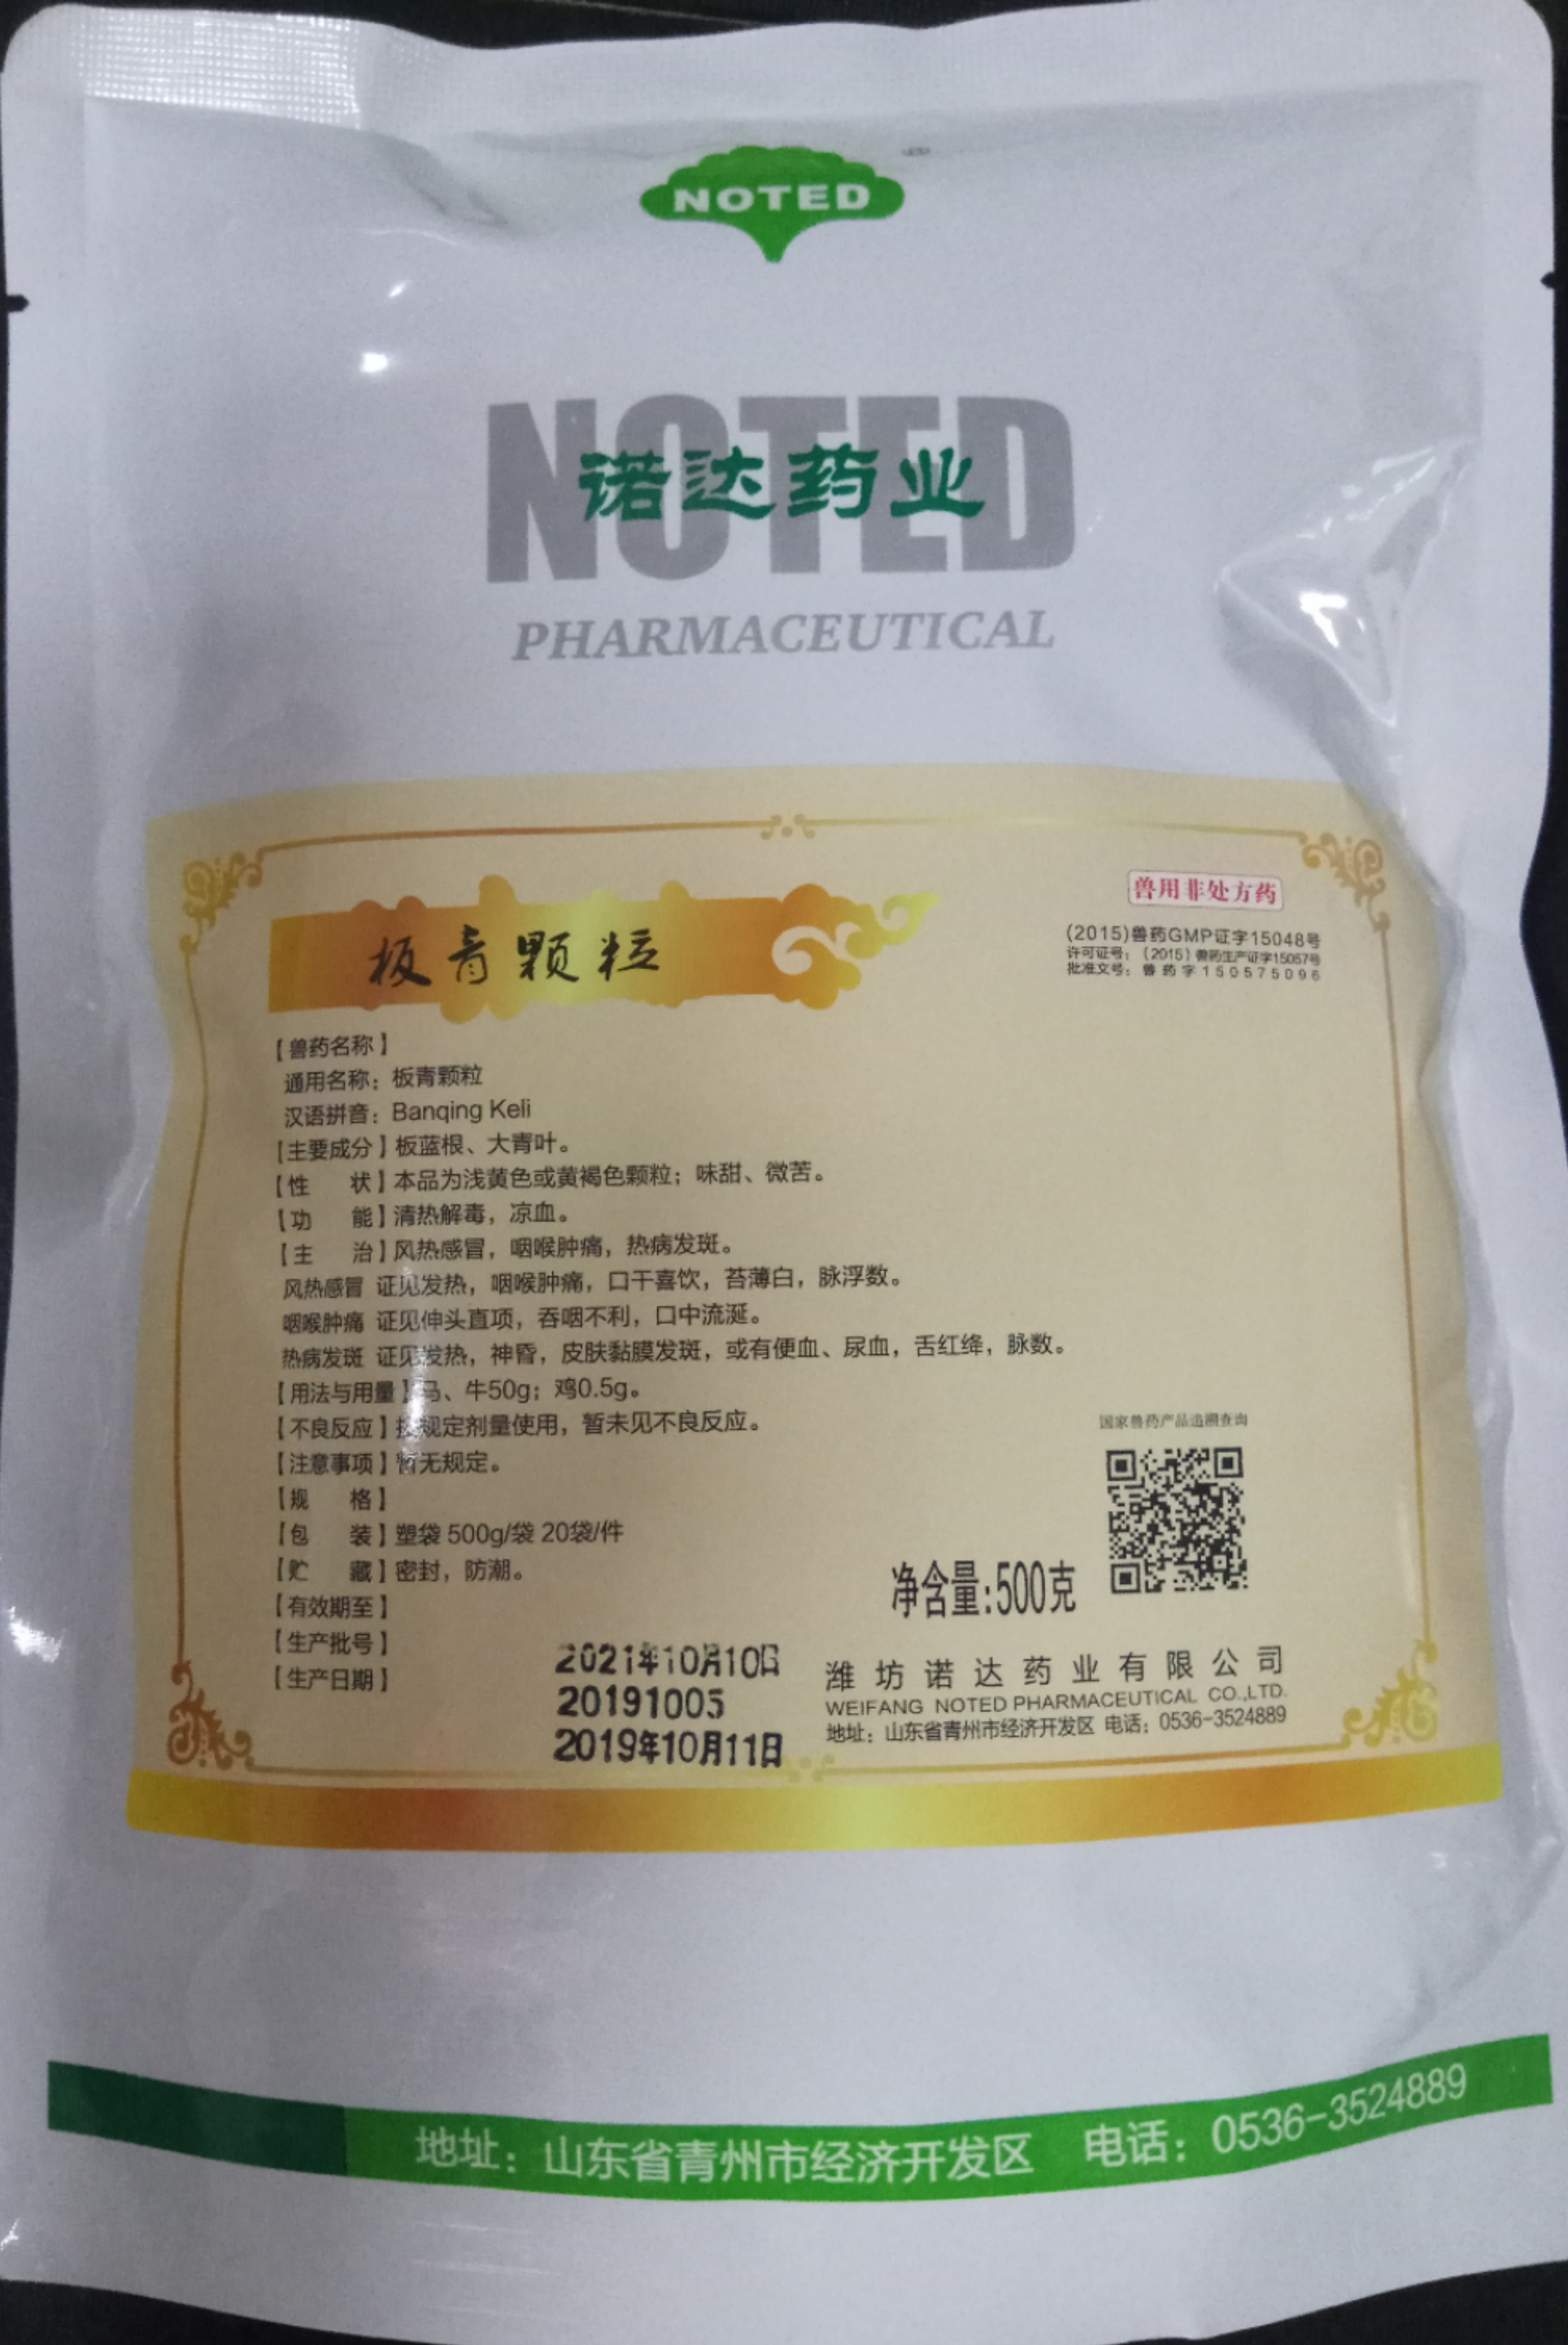 NOTED
NOTED
诺达药业
PHARMACEUTICAL
兽用非处方药
板青颗粒
(2015)兽药GMP证字15048号
许可证号：(2015)兽药生产证字15057号
批准文号：兽药字150575096
【兽药名称】
通用名称：板青颗粒
汉语拼音：Banqing Keli
【主要成分】板蓝根、大青叶。
【性 状】本品为浅黄色或黄褐色颗粒；味甜、微苦。
【功 能】清热解毒，凉血。
【主 治】风热感冒，咽喉肿痛，热病发斑。
风热感冒 证见发热，咽喉肿痛，口干喜饮，苔薄白，脉浮数。
咽喉肿痛 证见伸头直项，吞咽不利，口中流涎。
热病发斑 证见发热，神昏，皮肤黏膜发斑，或有便血、尿血，舌红绛，脉数。
【用法与用量】马、牛50g；鸡0.5g。
【不良反应】按规定剂量使用，暂未见不良反应。
【注意事项】暂无规定。
【规 格】
【包 装】塑袋 500g/袋 20袋/件
【贮 藏】密封，防潮。
【有效期至】
【生产批号】
【生产日期】
2021年10月10日
20191005
2019年10月11日
国家兽药产品追溯查询
净含量:500克
潍坊诺达药业有限公司
WEIFANG NOTED PHARMACEUTICAL CO.,LTD.
地址：山东省青州市经济开发区 电话：0536-3524889
地址：山东省青州市经济开发区 电话：0536-3524889